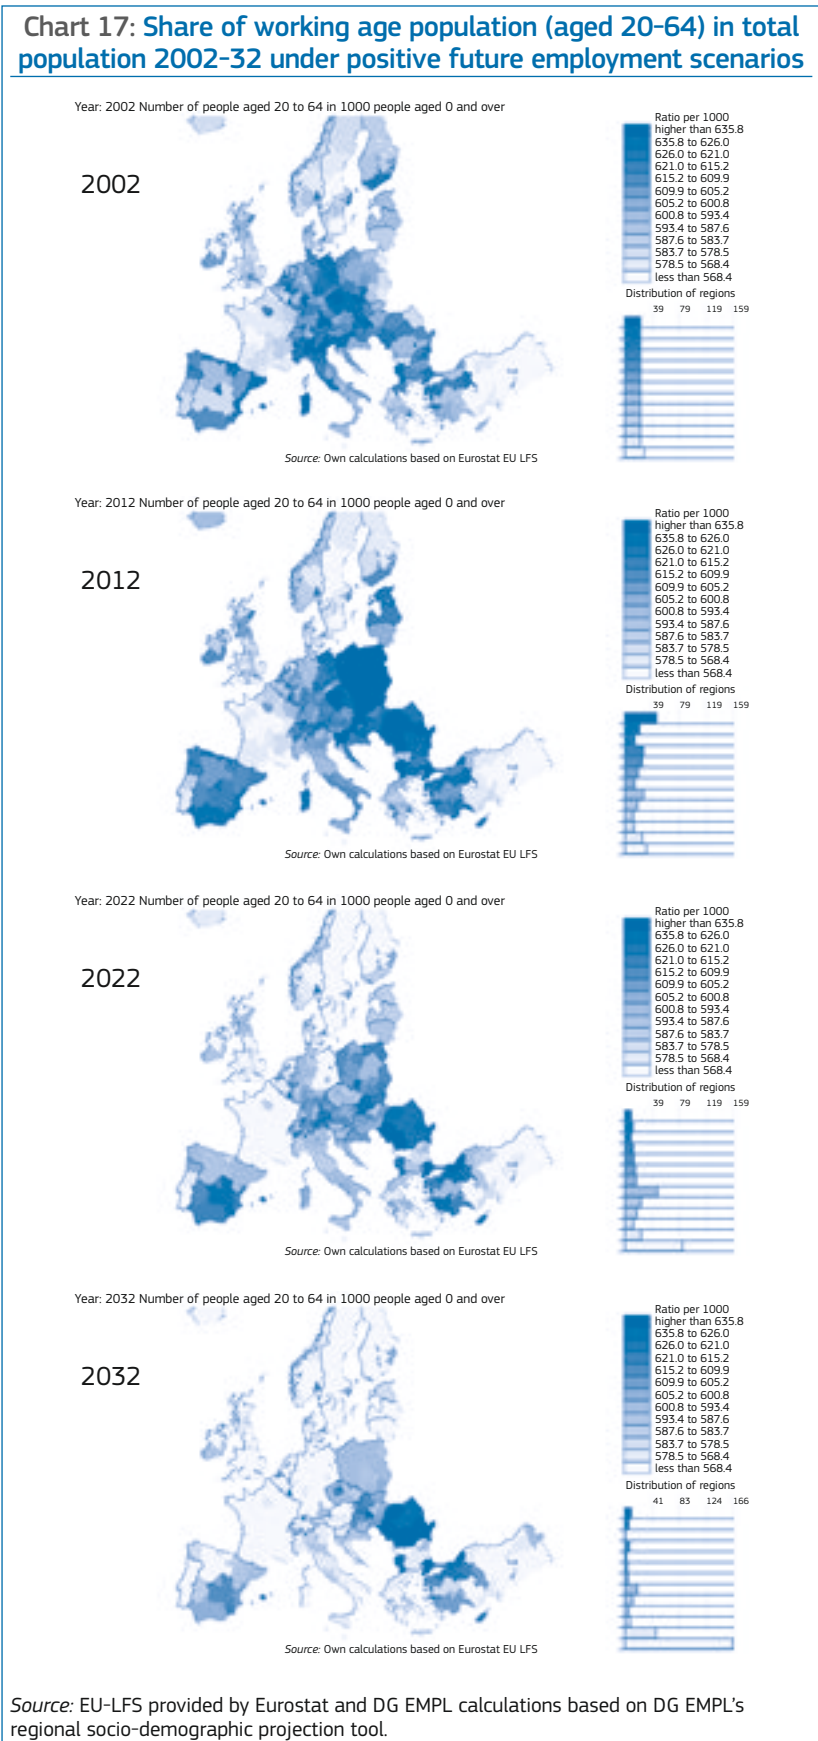 Chart 17: Share of working age population (aged 20-64) in total
population 2002-32 under positive future employment scenarios
Year: 2002 Number of people aged 20 to 64 in 1000 people aged 0 and over
2002
Ratio per 1000
higher than 635.8
635.8 to 626.0
626.0 to 621.0
621.0 to 615.2
615.2 to 609.9
609.9 to 605.2
605.2 to 600.8
600.8 to 593.4
593.4 to 587.6
587.6 to 583.7
583.7 to 578.5
578.5 to 568.4
less than 568.4
Distribution of regions
39 79 119 159
Source: Own calculations based on Eurostat EU LFS
Year: 2012 Number of people aged 20 to 64 in 1000 people aged 0 and over
2012
Ratio per 1000
higher than 635.8
635.8 to 626.0
626.0 to 621.0
621.0 to 615.2
615.2 to 609.9
609.9 to 605.2
605.2 to 600.8
600.8 to 593.4
593.4 to 587.6
587.6 to 583.7
583.7 to 578.5
578.5 to 568.4
less than 568.4
Distribution of regions
39 79 119 159
Source: Own calculations based on Eurostat EU LFS
Year: 2022 Number of people aged 20 to 64 in 1000 people aged 0 and over
2022
Ratio per 1000
higher than 635.8
635.8 to 626.0
626.0 to 621.0
621.0 to 615.2
615.2 to 609.9
609.9 to 605.2
605.2 to 600.8
600.8 to 593.4
593.4 to 587.6
587.6 to 583.7
583.7 to 578.5
578.5 to 568.4
less than 568.4
Distribution of regions
39 79 119 159
Source: Own calculations based on Eurostat EU LFS
Year: 2032 Number of people aged 20 to 64 in 1000 people aged 0 and over
2032
Ratio per 1000
higher than 635.8
635.8 to 626.0
626.0 to 621.0
621.0 to 615.2
615.2 to 609.9
609.9 to 605.2
605.2 to 600.8
600.8 to 593.4
593.4 to 587.6
587.6 to 583.7
583.7 to 578.5
578.5 to 568.4
less than 568.4
Distribution of regions
41 83 124 166
Source: Own calculations based on Eurostat EU LFS
Source: EU-LFS provided by Eurostat and DG EMPL calculations based on DG EMPL's
regional socio-demographic projection tool.